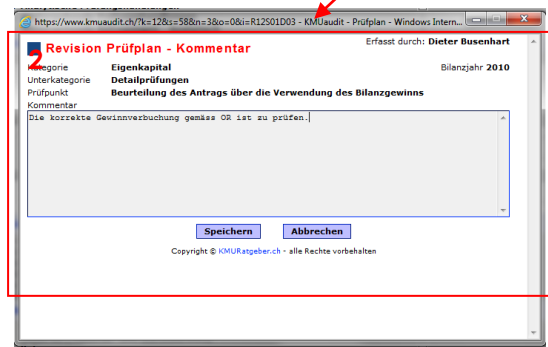 https://www.kmuaudit.ch/?k=12&s=58&n=3&o=0&i=R12S01D03 - KMUaudit - Prüfplan - Windows Intern...
Erfasst durch: Dieter Busenhart
Revision Prüfplan - Kommentar
2
Kategorie Eigenkapital Bilanzjahr 2010
Unterkategorie Detailprüfungen
Prüfpunkt Beurteilung des Antrags über die Verwendung des Bilanzgewinns
Kommentar
Die korrekte Gewinnverbuchung gemäss OR ist zu prüfen.
Speichern Abbrechen
Copyright © KMURatgeber.ch - alle Rechte vorbehalten